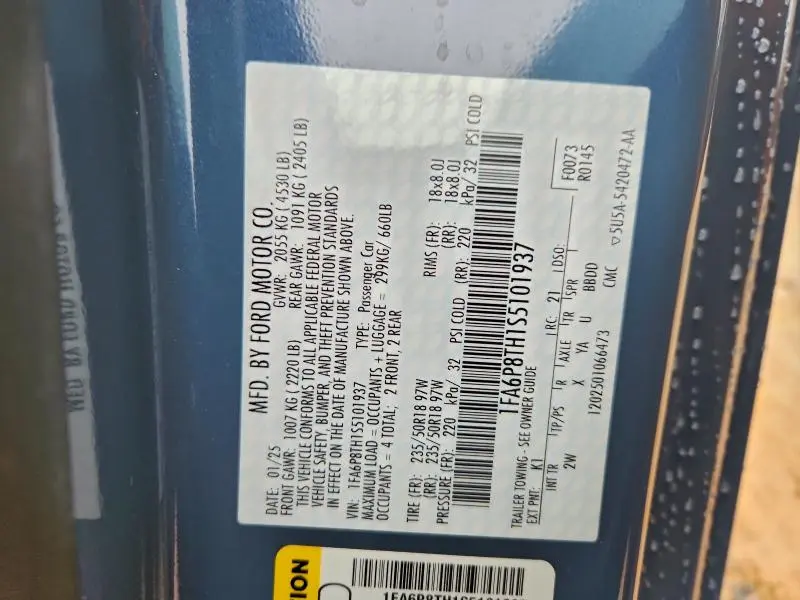 MFD. BY FORD MOTOR CO.
DATE: 01/25 GVWR: 2055 KG ( 4530 LB)
FRONT GAWR: 1007 KG ( 2220 LB) REAR GAWR: 1091 KG ( 2405 LB)
THIS VEHICLE CONFORMS TO ALL APPLICABLE FEDERAL MOTOR
VEHICLE SAFETY, BUMPER, AND THEFT PREVENTION STANDARDS
IN EFFECT ON THE DATE OF MANUFACTURE SHOWN ABOVE.
VIN: 1FA6P8TH1S5101937 TYPE: Passenger Car
MAXIMUM LOAD = OCCUPANTS + LUGGAGE = 299KG/ 660LB
OCCUPANTS = 4 TOTAL; 2 FRONT, 2 REAR
TIRE (FR): 235/50R18 97W RIMS (FR): 18x8.0J
(RR): 235/50R18 97W (RR): 18x8.0J
PRESSURE (FR): 220 kPa/ 32 PSI COLD (RR): 220 kPa/ 32 PSI COLD
1FA6P8TH1S5101937
TRAILER TOWING - SEE OWNER GUIDE
EXT PNT: K1 RC: 21 DSO: F0073
R0145
INT TR TP/PS R AXLE TR SPR
2W X YA U BBDD
1202501066473 CMC ▽5U5A-5420472-AA
ION